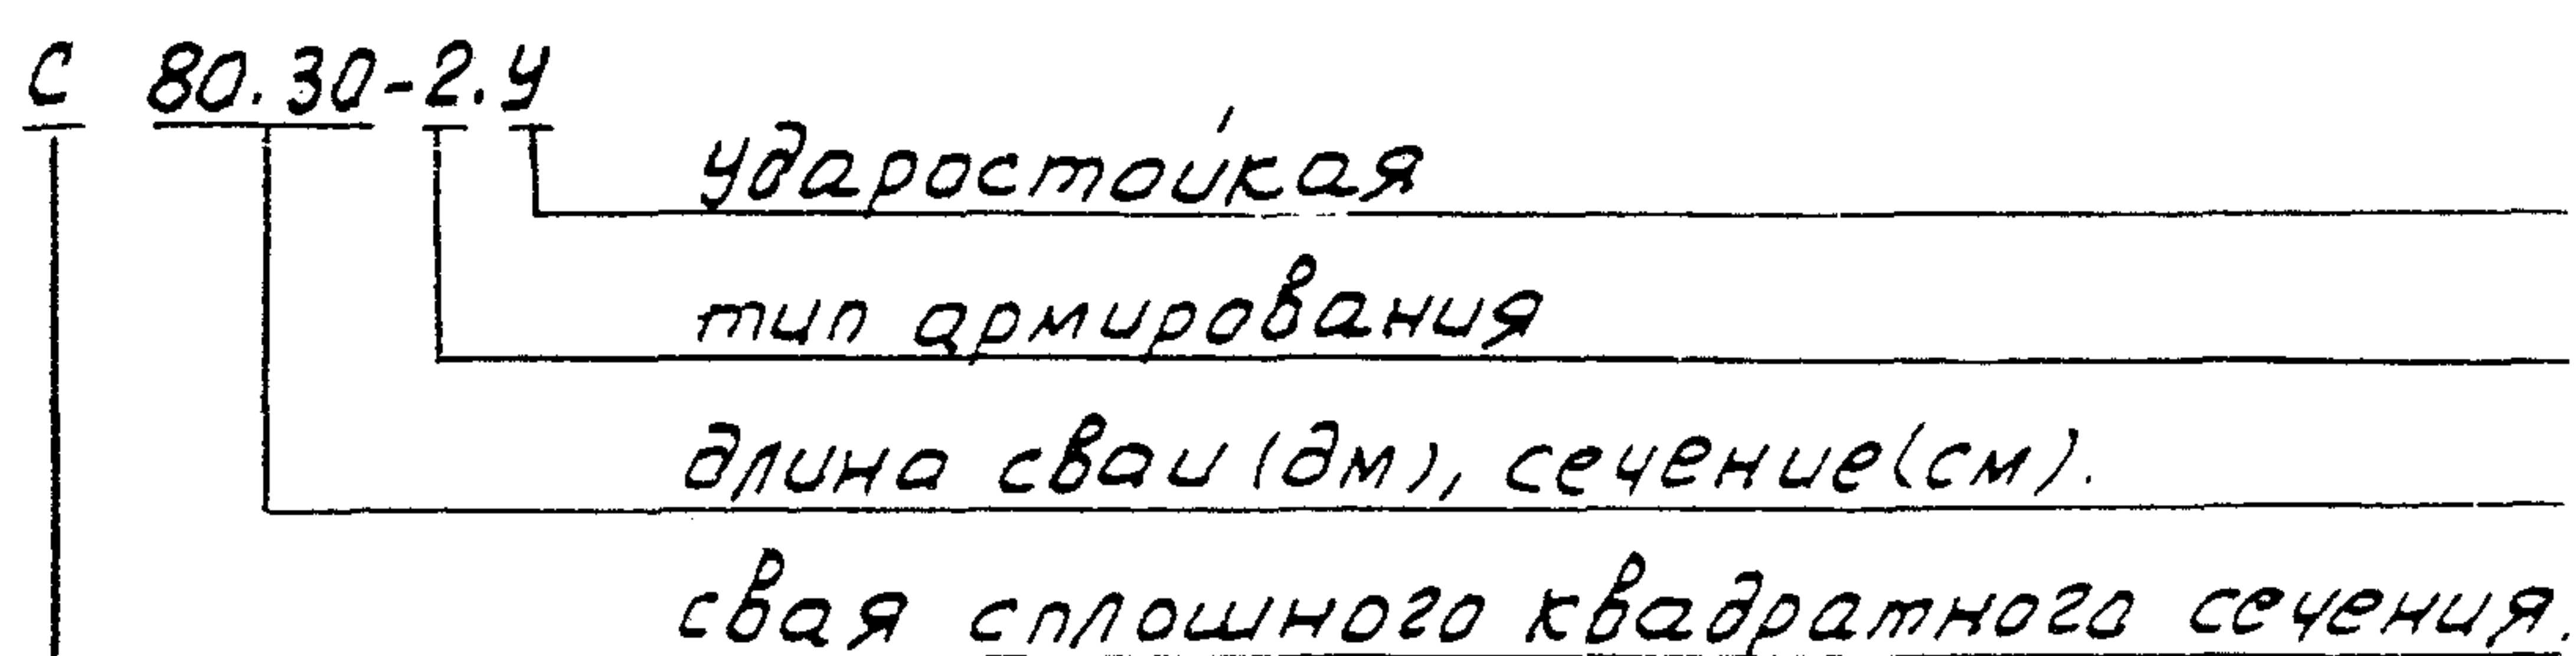 С 80.30-2.У
ударостойкая
тип армирования
длина сваи (дм), сечение (см).
свая сплошного квадратного сечения.